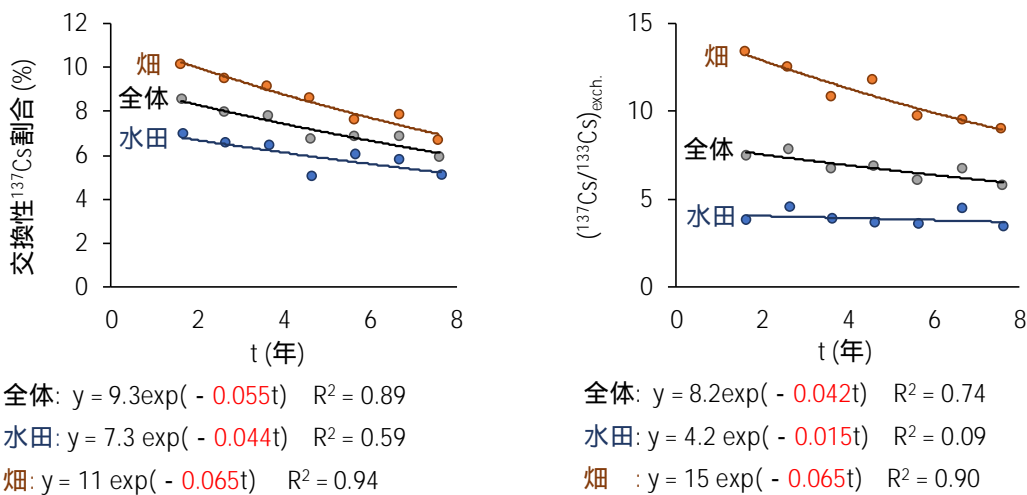 12
10
8
6
4
2
0
交換性¹³⁷Cs割合 (%)
畑
全体
水田
0 2 4 6 8
t (年)
全体: y = 9.3exp( - 0.055t) R² = 0.89
水田: y = 7.3 exp( - 0.044t) R² = 0.59
畑: y = 11 exp( - 0.065t) R² = 0.94
15
10
5
0
(¹³⁷Cs/¹³³Cs)exch.
畑
全体
水田
0 2 4 6 8
t (年)
全体: y = 8.2exp( - 0.042t) R² = 0.74
水田: y = 4.2 exp( - 0.015t) R² = 0.09
畑 : y = 15 exp( - 0.065t) R² = 0.90